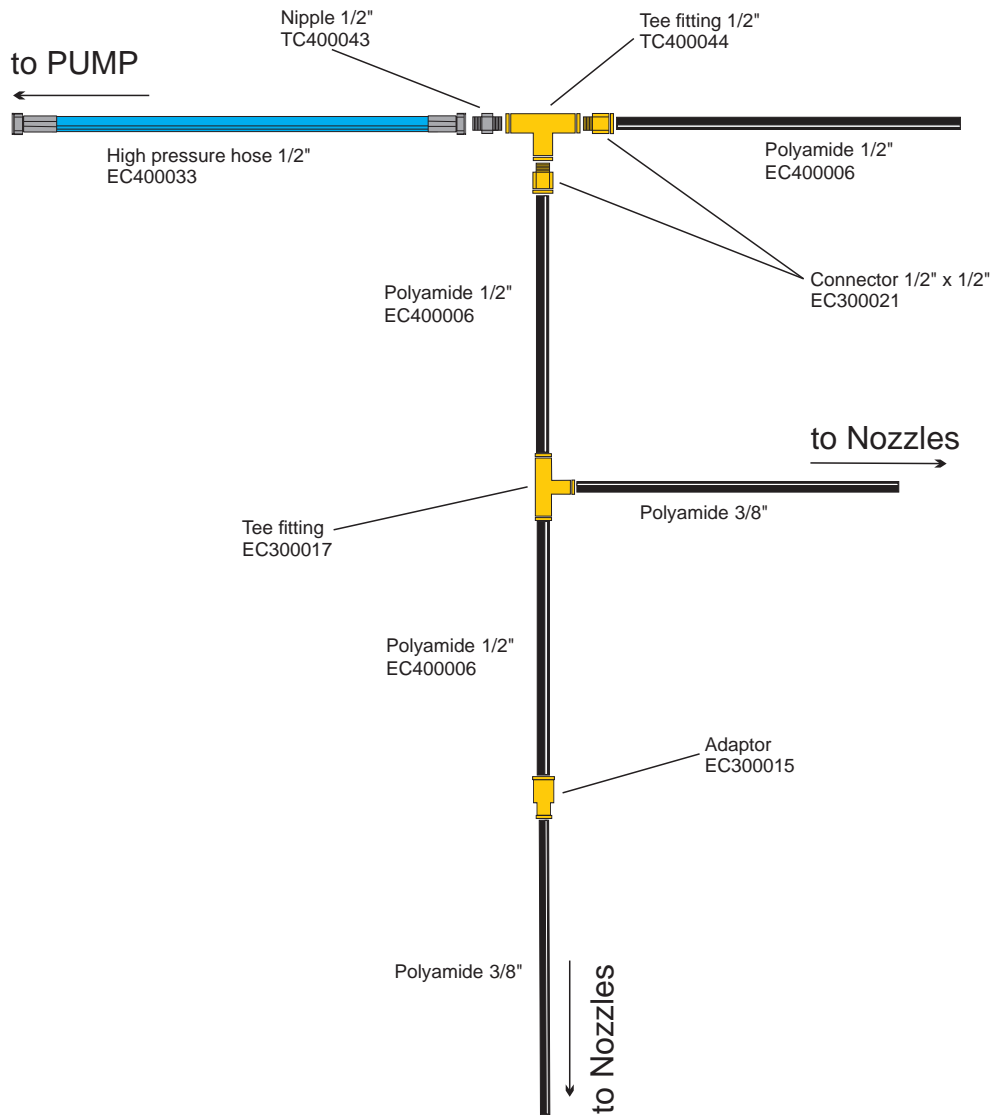 Nipple 1/2"
TC400043
Tee fitting 1/2"
TC400044
to PUMP
High pressure hose 1/2"
EC400033
Polyamide 1/2"
EC400006
Connector 1/2" x 1/2"
EC300021
Polyamide 1/2"
EC400006
to Nozzles
Polyamide 3/8"
Tee fitting
EC300017
Polyamide 1/2"
EC400006
Adaptor
EC300015
Polyamide 3/8"
to Nozzles